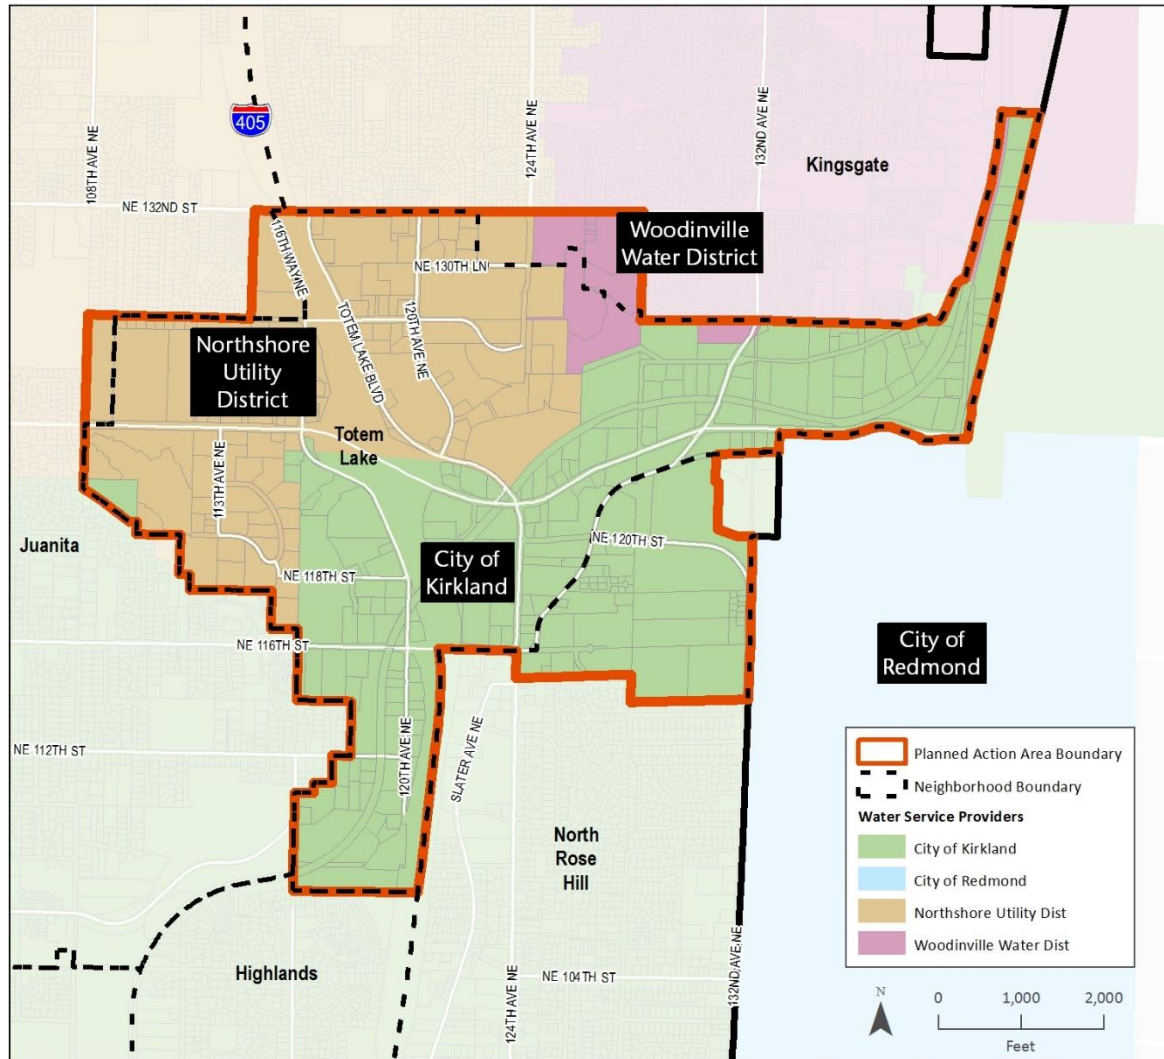 405
108TH AVE NE
124TH AVE NE
132ND AVE NE
Kingsgate
NE 132ND ST
116TH WAY NE
Woodinville
Water District
NE 130TH LN
TOTEM LAKE BLVD
120TH AVE NE
Northshore
Utility
District
Totem
Lake
113TH AVE NE
Juanita
City of
Kirkland
NE 120TH ST
NE 118TH ST
NE 116TH ST
City of
Redmond
NE 112TH ST
120TH AVE NE
SLATER AVE NE
North
Rose
Hill
Highlands
124TH AVE NE
NE 104TH ST
132ND AVE NE
Planned Action Area Boundary
Neighborhood Boundary
Water Service Providers
City of Kirkland
City of Redmond
Northshore Utility Dist
Woodinville Water Dist
N
0 1,000 2,000
Feet